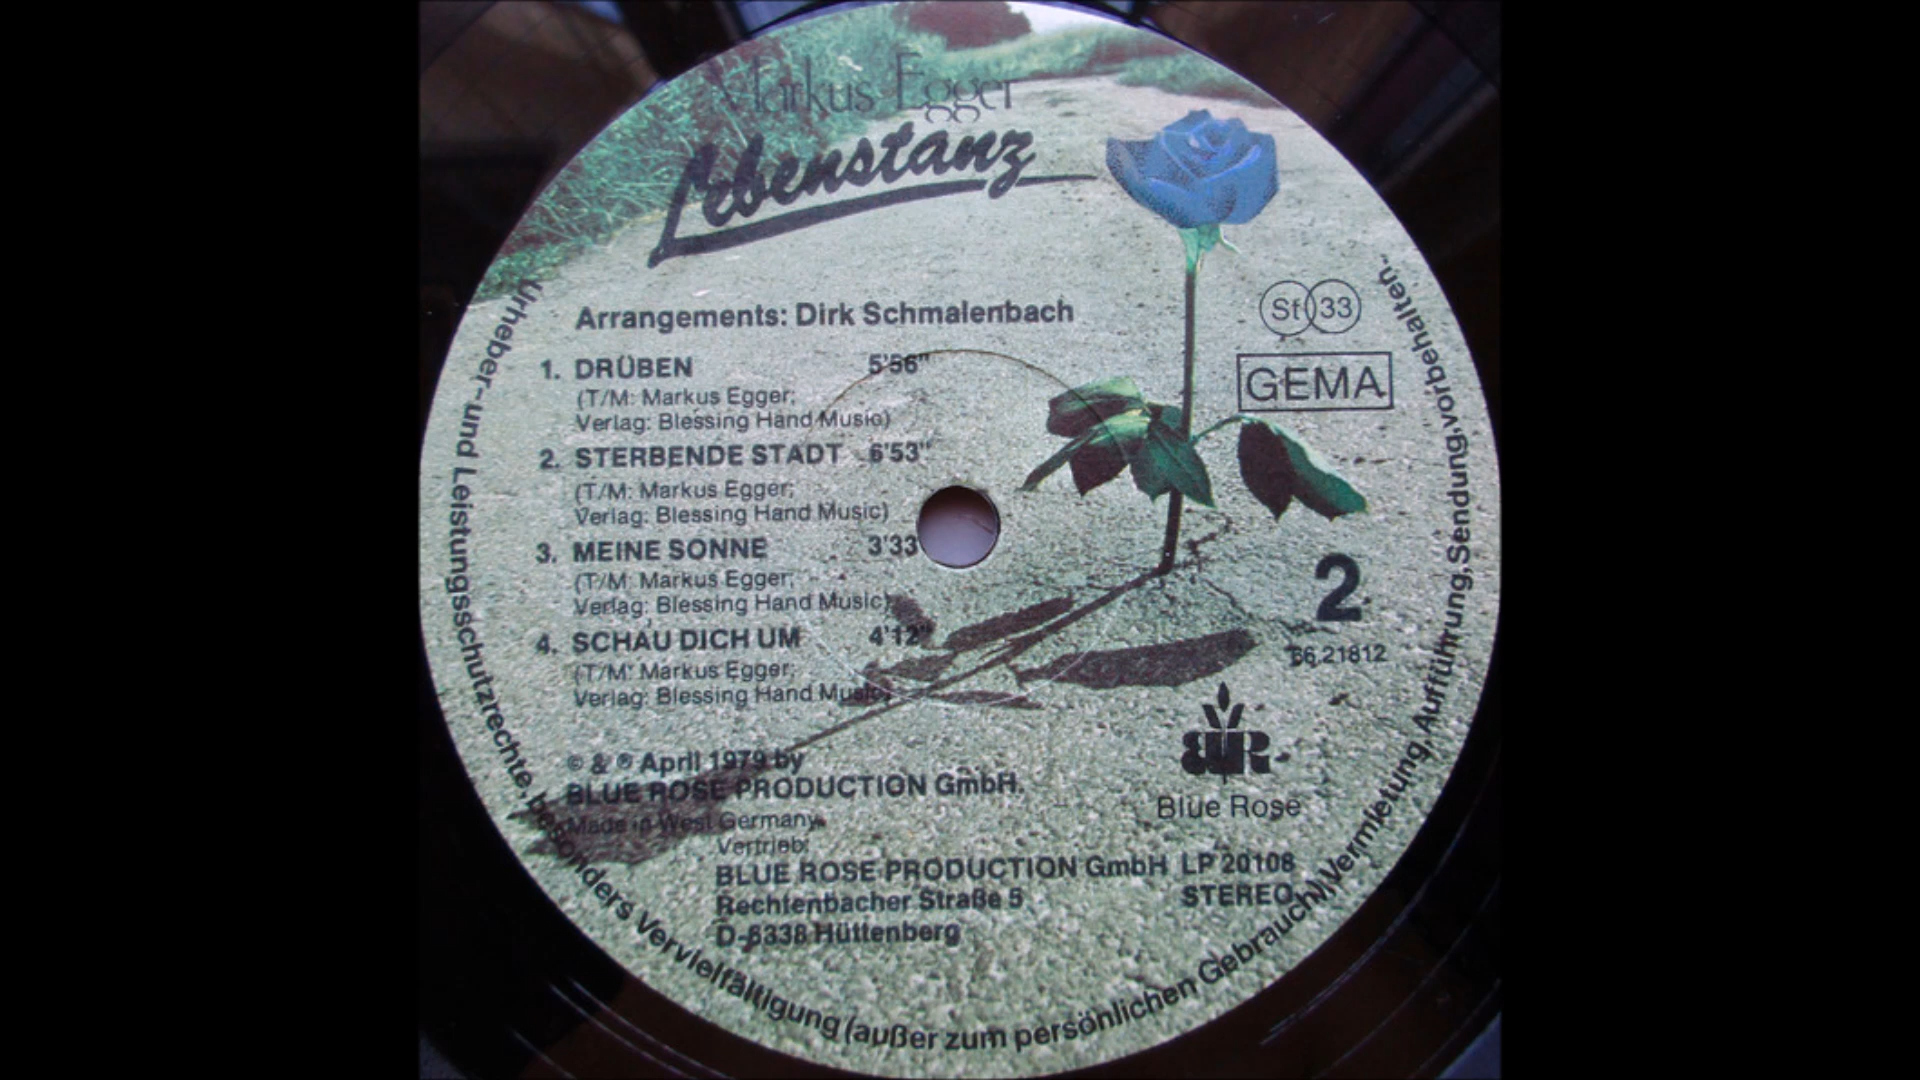 Markus Egger
Lebenstanz
Arrangements: Dirk Schmalenbach
St 33
GEMA
1. DRÜBEN 5'56"
(T/M: Markus Egger;
Verlag: Blessing Hand Music)
2. STERBENDE STADT 6'53"
(T/M: Markus Egger;
Verlag: Blessing Hand Music)
3. MEINE SONNE 3'33
(T/M: Markus Egger;
Verlag: Blessing Hand Music)
4. SCHAU DICH UM 4'12"
(T/M: Markus Egger;
Verlag: Blessing Hand Music)
2
66.21812
BR
Blue Rose
© & ℗ April 1979 by
BLUE ROSE PRODUCTION GmbH.
Made in West Germany
Vertrieb:
BLUE ROSE PRODUCTION GmbH LP 20108
Rechtenbacher Straße 5 STEREO
D-6338 Hüttenberg
Urheber- und Leistungsschutzrechte, besonders Vervielfältigung (außer zum persönlichen Gebrauch), Vermietung, Aufführung, Sendung, vorbehalten.